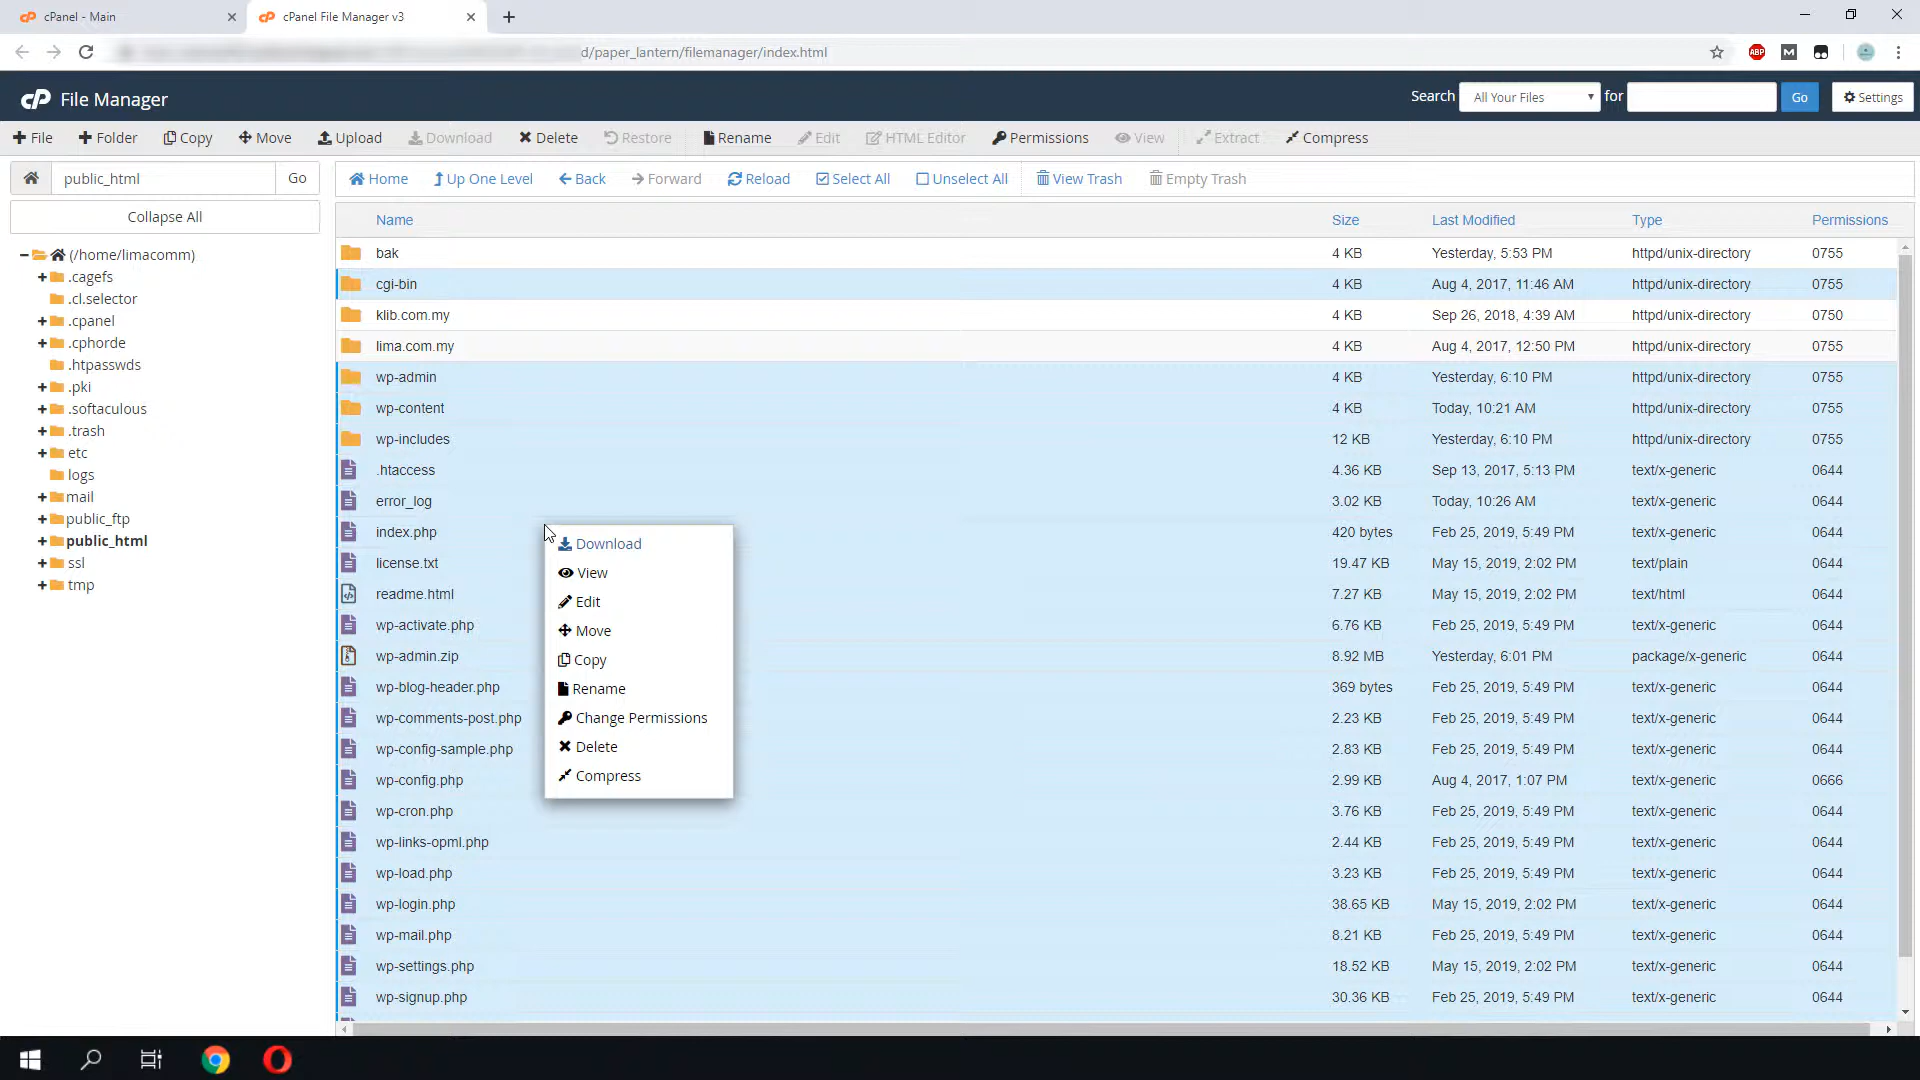 cPanel - Main
cPanel File Manager v3
d/paper_lantern/filemanager/index.html
ABP
M
cP File Manager
Search All Your Files for Go Settings
File Folder Copy Move Upload Download Delete Restore Rename Edit HTML Editor Permissions View Extract Compress
public_html Go
Home Up One Level Back Forward Reload Select All Unselect All View Trash Empty Trash
Collapse All
(/home/limacomm)
.cagefs
.cl.selector
.cpanel
.cphorde
.htpasswds
.pki
.softaculous
.trash
etc
logs
mail
public_ftp
public_html
ssl
tmp
Name Size Last Modified Type Permissions
bak 4 KB Yesterday, 5:53 PM httpd/unix-directory 0755
cgi-bin 4 KB Aug 4, 2017, 11:46 AM httpd/unix-directory 0755
klib.com.my 4 KB Sep 26, 2018, 4:39 AM httpd/unix-directory 0750
lima.com.my 4 KB Aug 4, 2017, 12:50 PM httpd/unix-directory 0755
wp-admin 4 KB Yesterday, 6:10 PM httpd/unix-directory 0755
wp-content 4 KB Today, 10:21 AM httpd/unix-directory 0755
wp-includes 12 KB Yesterday, 6:10 PM httpd/unix-directory 0755
.htaccess 4.36 KB Sep 13, 2017, 5:13 PM text/x-generic 0644
error_log 3.02 KB Today, 10:26 AM text/x-generic 0644
index.php 420 bytes Feb 25, 2019, 5:49 PM text/x-generic 0644
license.txt 19.47 KB May 15, 2019, 2:02 PM text/plain 0644
readme.html 7.27 KB May 15, 2019, 2:02 PM text/html 0644
wp-activate.php 6.76 KB Feb 25, 2019, 5:49 PM text/x-generic 0644
wp-admin.zip 8.92 MB Yesterday, 6:01 PM package/x-generic 0644
wp-blog-header.php 369 bytes Feb 25, 2019, 5:49 PM text/x-generic 0644
wp-comments-post.php 2.23 KB Feb 25, 2019, 5:49 PM text/x-generic 0644
wp-config-sample.php 2.83 KB Feb 25, 2019, 5:49 PM text/x-generic 0644
wp-config.php 2.99 KB Aug 4, 2017, 1:07 PM text/x-generic 0666
wp-cron.php 3.76 KB Feb 25, 2019, 5:49 PM text/x-generic 0644
wp-links-opml.php 2.44 KB Feb 25, 2019, 5:49 PM text/x-generic 0644
wp-load.php 3.23 KB Feb 25, 2019, 5:49 PM text/x-generic 0644
wp-login.php 38.65 KB May 15, 2019, 2:02 PM text/x-generic 0644
wp-mail.php 8.21 KB Feb 25, 2019, 5:49 PM text/x-generic 0644
wp-settings.php 18.52 KB May 15, 2019, 2:02 PM text/x-generic 0644
wp-signup.php 30.36 KB Feb 25, 2019, 5:49 PM text/x-generic 0644
Download
View
Edit
Move
Copy
Rename
Change Permissions
Delete
Compress